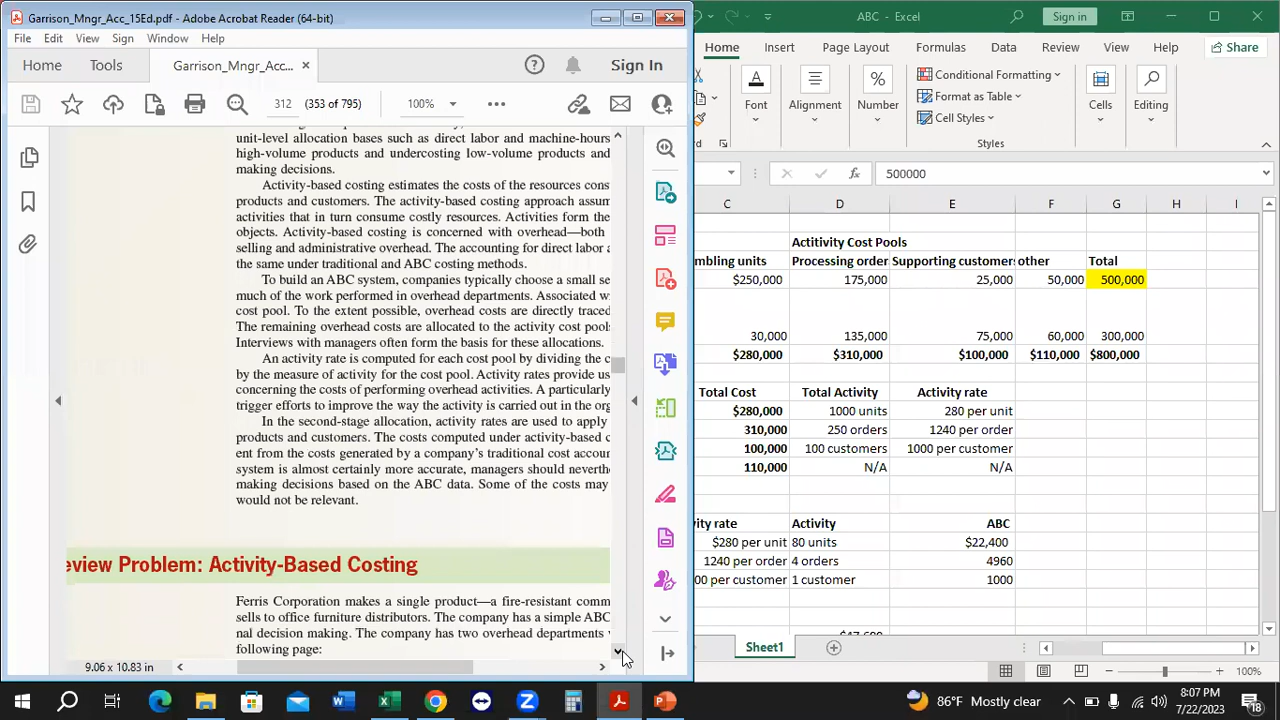 Garrison_Mngr_Acc_15Ed.pdf - Adobe Acrobat Reader (64-bit)
File Edit View Sign Window Help
Home Tools Garrison_Mngr_Acc... × Sign In
312 (353 of 795) 100%
unit-level allocation bases such as direct labor and machine-hours
high-volume products and undercosting low-volume products and
making decisions.
Activity-based costing estimates the costs of the resources cons
products and customers. The activity-based costing approach assum
activities that in turn consume costly resources. Activities form the
objects. Activity-based costing is concerned with overhead—both
selling and administrative overhead. The accounting for direct labor a
the same under traditional and ABC costing methods.
To build an ABC system, companies typically choose a small se
much of the work performed in overhead departments. Associated w
cost pool. To the extent possible, overhead costs are directly traced
The remaining overhead costs are allocated to the activity cost pools
Interviews with managers often form the basis for these allocations.
An activity rate is computed for each cost pool by dividing the c
by the measure of activity for the cost pool. Activity rates provide us
concerning the costs of performing overhead activities. A particularly
trigger efforts to improve the way the activity is carried out in the org
In the second-stage allocation, activity rates are used to apply
products and customers. The costs computed under activity-based c
ent from the costs generated by a company's traditional cost accoun
system is almost certainly more accurate, managers should neverthe
making decisions based on the ABC data. Some of the costs may
would not be relevant.
eview Problem: Activity-Based Costing
Ferris Corporation makes a single product—a fire-resistant comm
sells to office furniture distributors. The company has a simple ABC
nal decision making. The company has two overhead departments
following page:
9.06 x 10.83 in
ABC - Excel Sign in
Home Insert Page Layout Formulas Data Review View Help Share
Font Alignment Number Conditional Formatting Format as Table Cell Styles Cells Editing
Styles
500000
C D E F G H I
Actitivity Cost Pools
mbling units Processing order Supporting customers other Total
$250,000 175,000 25,000 50,000 500,000
30,000 135,000 75,000 60,000 300,000
$280,000 $310,000 $100,000 $110,000 $800,000
Total Cost Total Activity Activity rate
$280,000 1000 units 280 per unit
310,000 250 orders 1240 per order
100,000 100 customers 1000 per customer
110,000 N/A N/A
ity rate Activity ABC
$280 per unit 80 units $22,400
1240 per order 4 orders 4960
00 per customer 1 customer 1000
Sheet1
100%
86°F Mostly clear
8:07 PM
7/22/2023
18